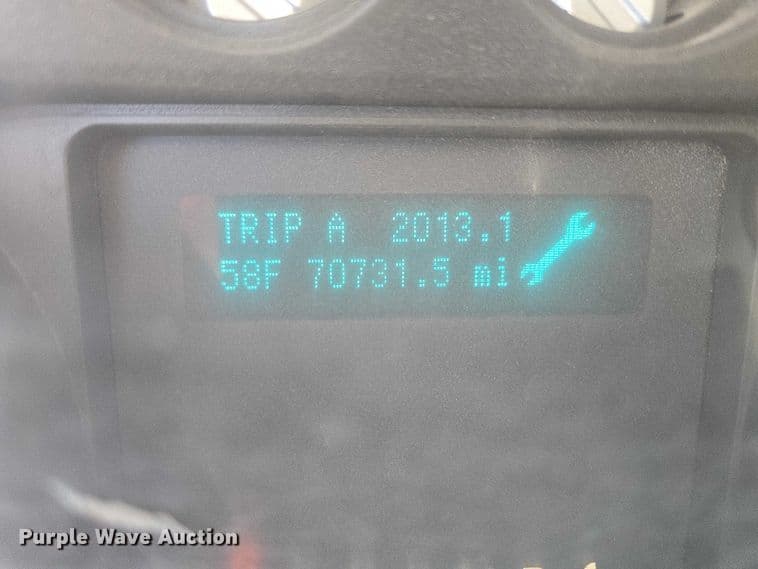 TRIP A 2013.1
58F 70731.5 mi
Purple Wave Auction